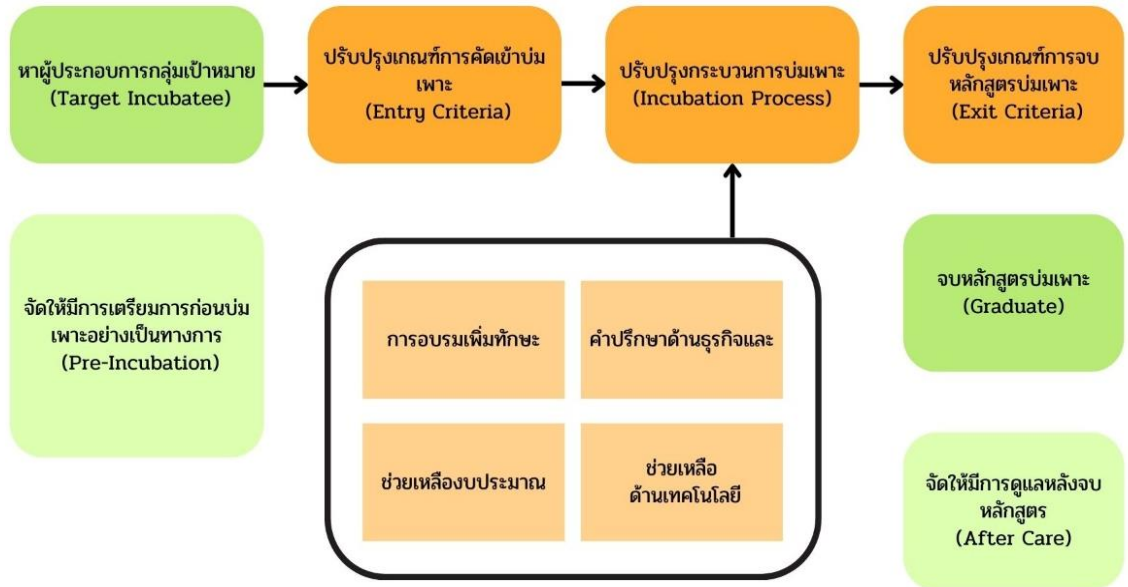 หาผู้ประกอบการกลุ่มเป้าหมาย
(Target Incubatee)
ปรับปรุงเกณฑ์การคัดเข้าบ่ม
เพาะ
(Entry Criteria)
ปรับปรุงกระบวนการบ่มเพาะ
(Incubation Process)
ปรับปรุงเกณฑ์การจบ
หลักสูตรบ่มเพาะ
(Exit Criteria)
จัดให้มีการเตรียมการก่อนบ่ม
เพาะอย่างเป็นทางการ
(Pre-Incubation)
การอบรมเพิ่มทักษะ
คำปรึกษาด้านธุรกิจและ
ช่วยเหลืองบประมาณ
ช่วยเหลือ
ด้านเทคโนโลยี
จบหลักสูตรบ่มเพาะ
(Graduate)
จัดให้มีการดูแลหลังจบ
หลักสูตร
(After Care)